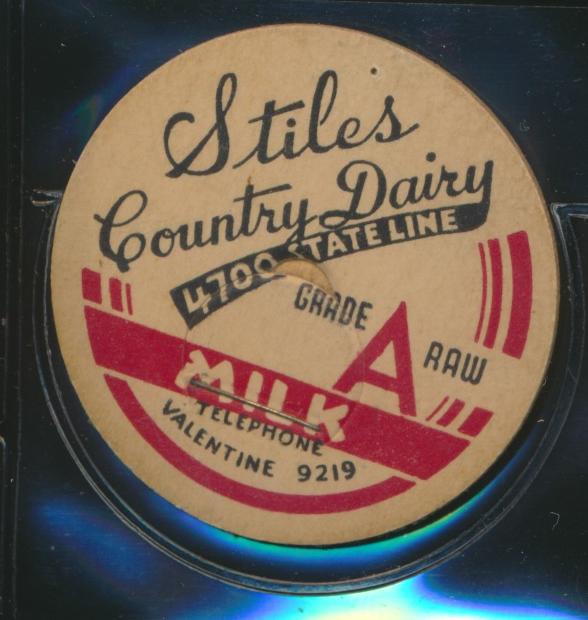 Stiles
Country Dairy
4700 STATE LINE
GRADE
A RAW
MILK
TELEPHONE
VALENTINE 9219